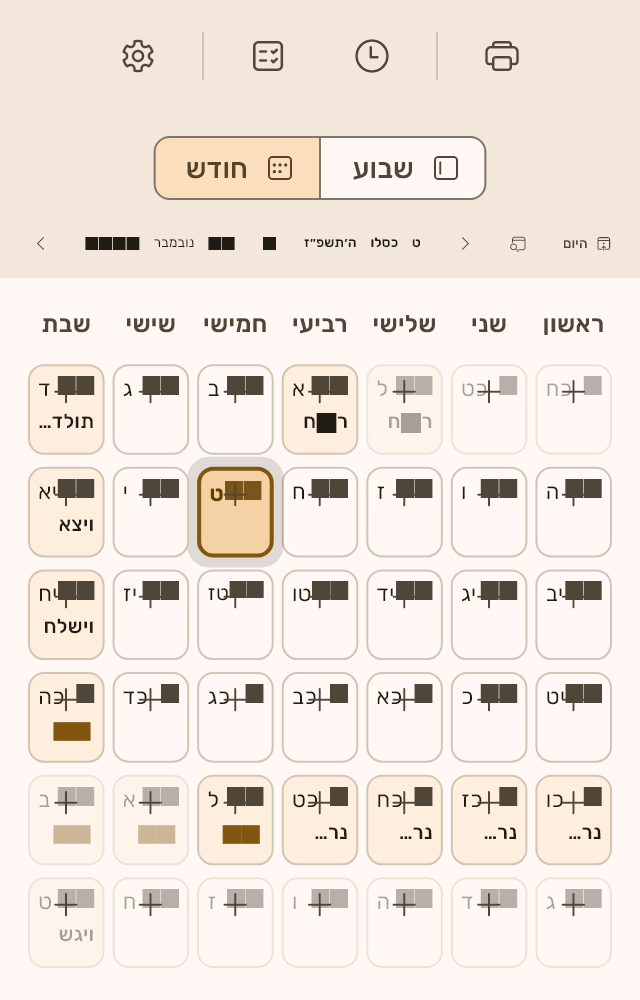 שבוע
חודש
היום
ט כסלו ה׳תשפ״ז
נובמבר
ראשון שני שלישי רביעי חמישי שישי שבת
כח כט ל א ב ג ד
תולד...
ה ו ז ח ט י יא
ויצא
יב יג יד טו טז יז יח
וישלח
יט כ כא כב כג כד כה
כו כז כח כט ל א ב
נר... נר... נר... נר...
ג ד ה ו ז ח ט
ויגש